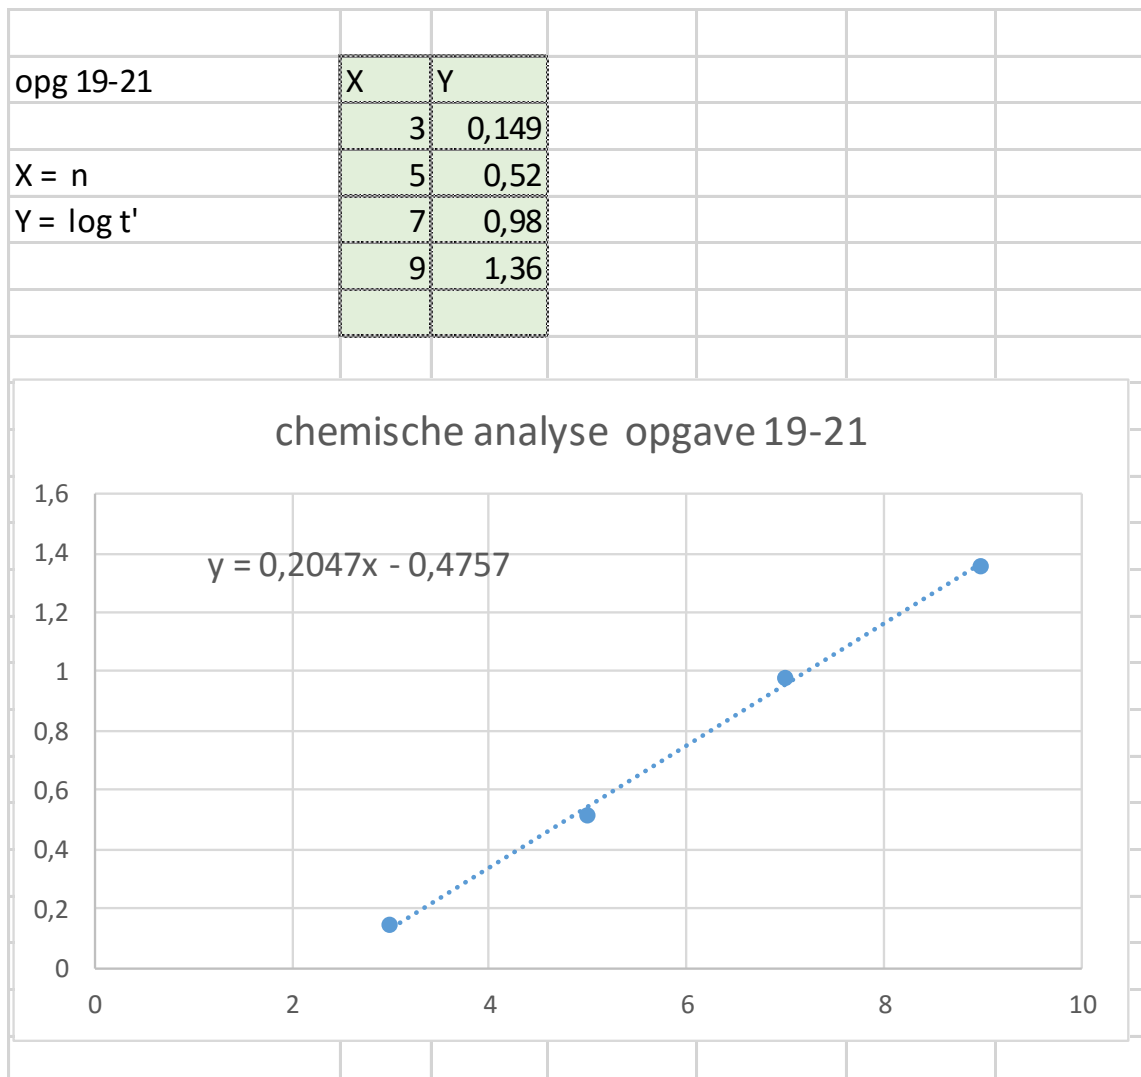 opg 19-21 X Y
3 0,149
X = n 5 0,52
Y = log t' 7 0,98
9 1,36
chemische analyse opgave 19-21
y = 0,2047x - 0,4757
1,6
1,4
1,2
1
0,8
0,6
0,4
0,2
0
0 2 4 6 8 10